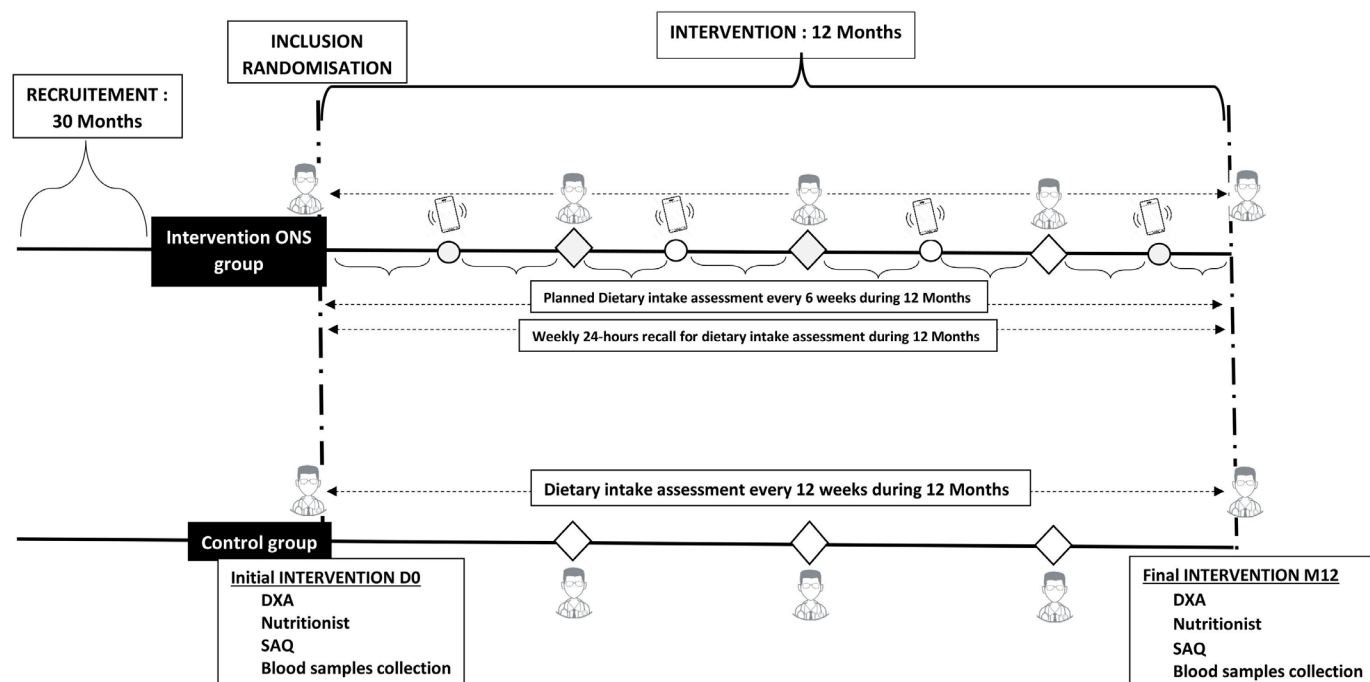 INTERVENTION : 12 Months
INCLUSION
RANDOMISATION
RECRUITEMENT :
30 Months
Intervention ONS
group
Planned Dietary intake assessment every 6 weeks during 12 Months
Weekly 24-hours recall for dietary intake assessment during 12 Months
Dietary intake assessment every 12 weeks during 12 Months
Control group
Initial INTERVENTION D0
DXA
Nutritionist
SAQ
Blood samples collection
Final INTERVENTION M12
DXA
Nutritionist
SAQ
Blood samples collection